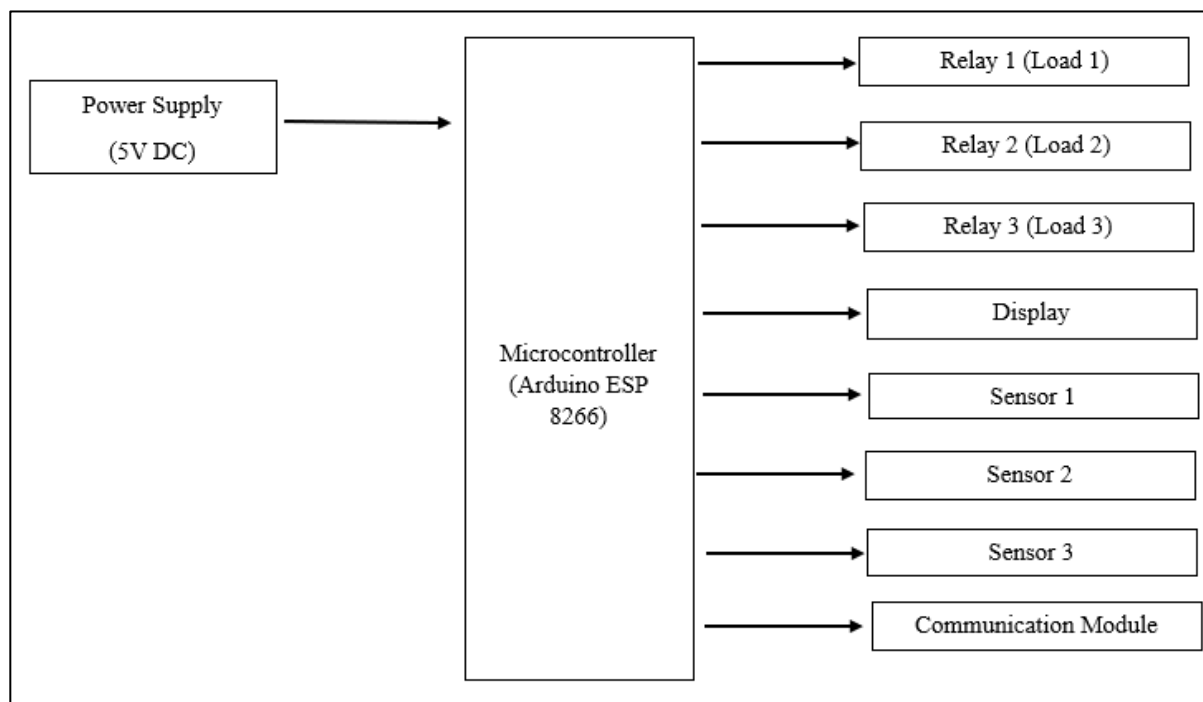 Power Supply
(5V DC)
Microcontroller
(Arduino ESP
8266)
Relay 1 (Load 1)
Relay 2 (Load 2)
Relay 3 (Load 3)
Display
Sensor 1
Sensor 2
Sensor 3
Communication Module